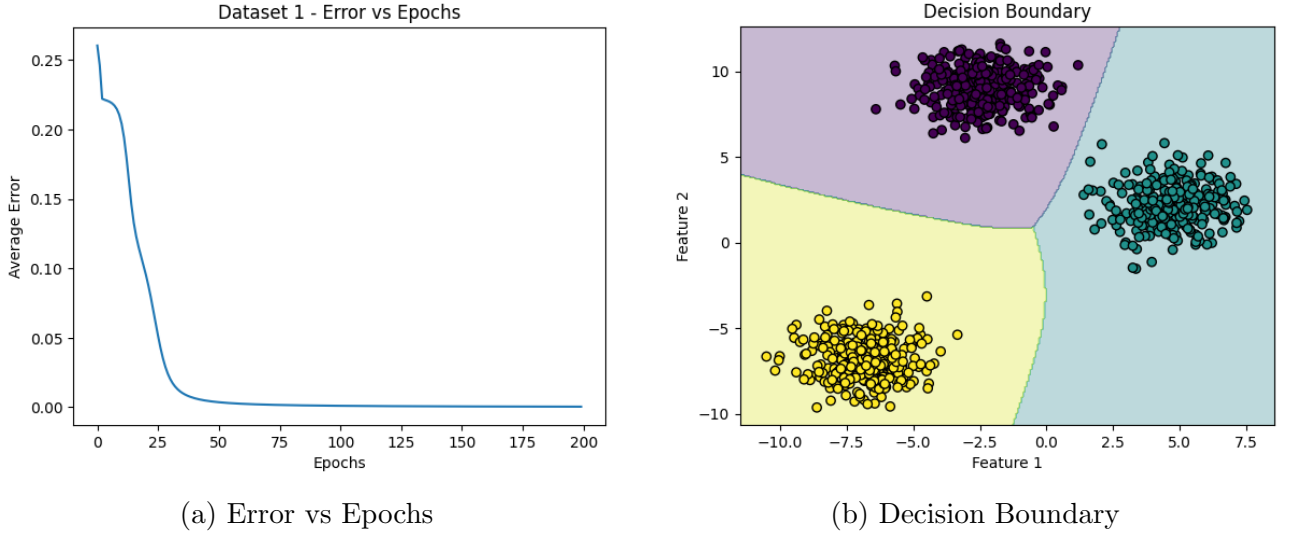 Dataset 1 - Error vs Epochs
Average Error
0.25
0.20
0.15
0.10
0.05
0.00
0 25 50 75 100 125 150 175 200
Epochs
(a) Error vs Epochs
Decision Boundary
Feature 2
10
5
0
−5
−10
−10.0 −7.5 −5.0 −2.5 0.0 2.5 5.0 7.5
Feature 1
(b) Decision Boundary